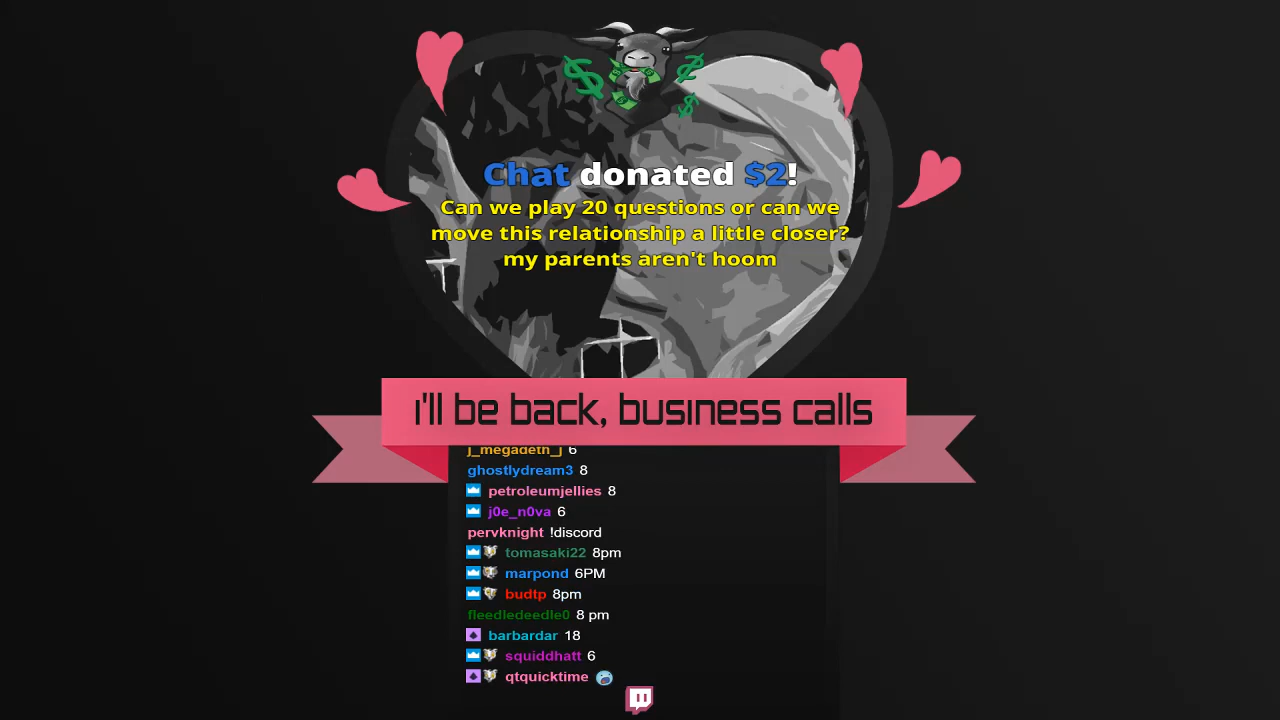 Chat donated $2!
Can we play 20 questions or can we
move this relationship a little closer?
my parents aren't hoom
i'll be back, business calls
j_megadeth_j 6
ghostlydream3 8
petroleumjellies 8
j0e_n0va 6
pervknight !discord
tomasaki22 8pm
marpond 6PM
budtp 8pm
fleedledeedle0 8 pm
barbardar 18
squiddhatt 6
qtquicktime